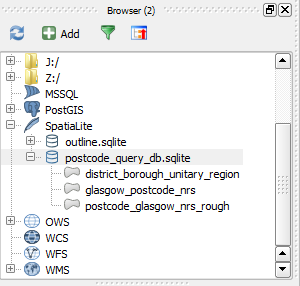 Browser (2)
Add
J:/
Z:/
MSSQL
PostGIS
SpatiaLite
outline.sqlite
postcode_query_db.sqlite
district_borough_unitary_region
glasgow_postcode_nrs
postcode_glasgow_nrs_rough
OWS
WCS
WFS
WMS